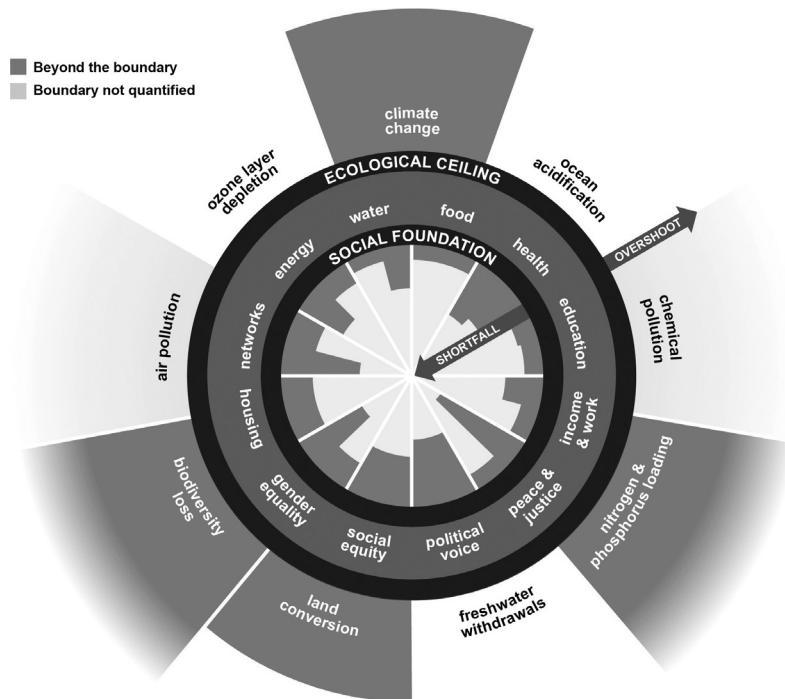 Beyond the boundary
Boundary not quantified
climate
change
ozone layer
depletion
ocean
acidification
ECOLOGICAL CEILING
water
food
energy
health
SOCIAL FOUNDATION
OVERSHOOT
networks
education
SHORTFALL
air pollution
chemical
pollution
housing
income
& work
biodiversity
loss
gender
equality
peace &
justice
nitrogen &
phosphorus loading
social
equity
political
voice
land
conversion
freshwater
withdrawals